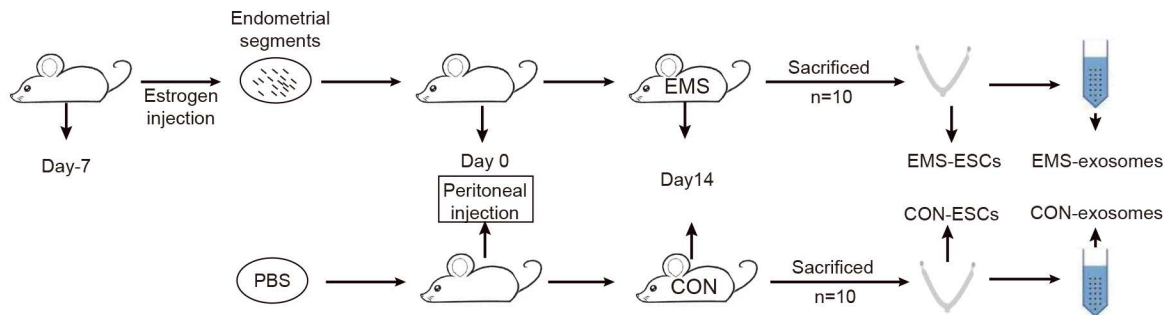 Endometrial
segments
Estrogen
injection
EMS
Sacrificed
n=10
Day-7
Day 0
Day14
EMS-ESCs
EMS-exosomes
Peritoneal
injection
CON-ESCs
CON-exosomes
PBS
CON
Sacrificed
n=10